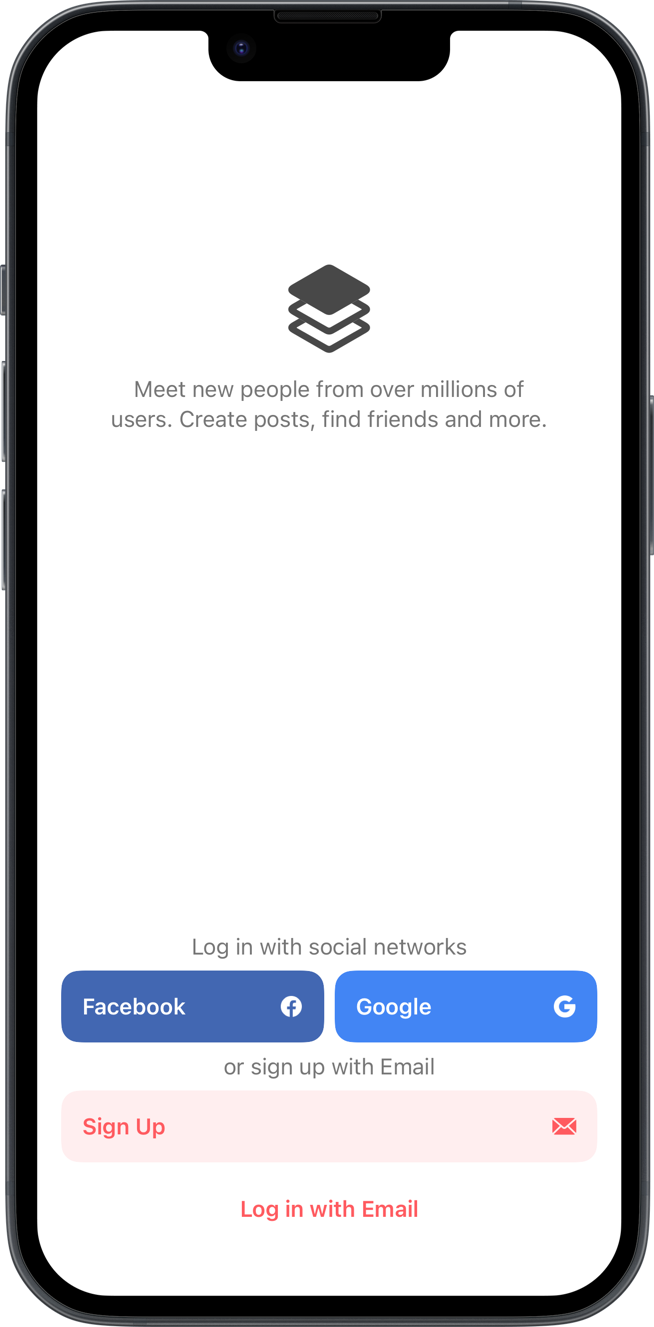 Meet new people from over millions of
users. Create posts, find friends and more.
Log in with social networks
Facebook
Google
or sign up with Email
Sign Up
Log in with Email